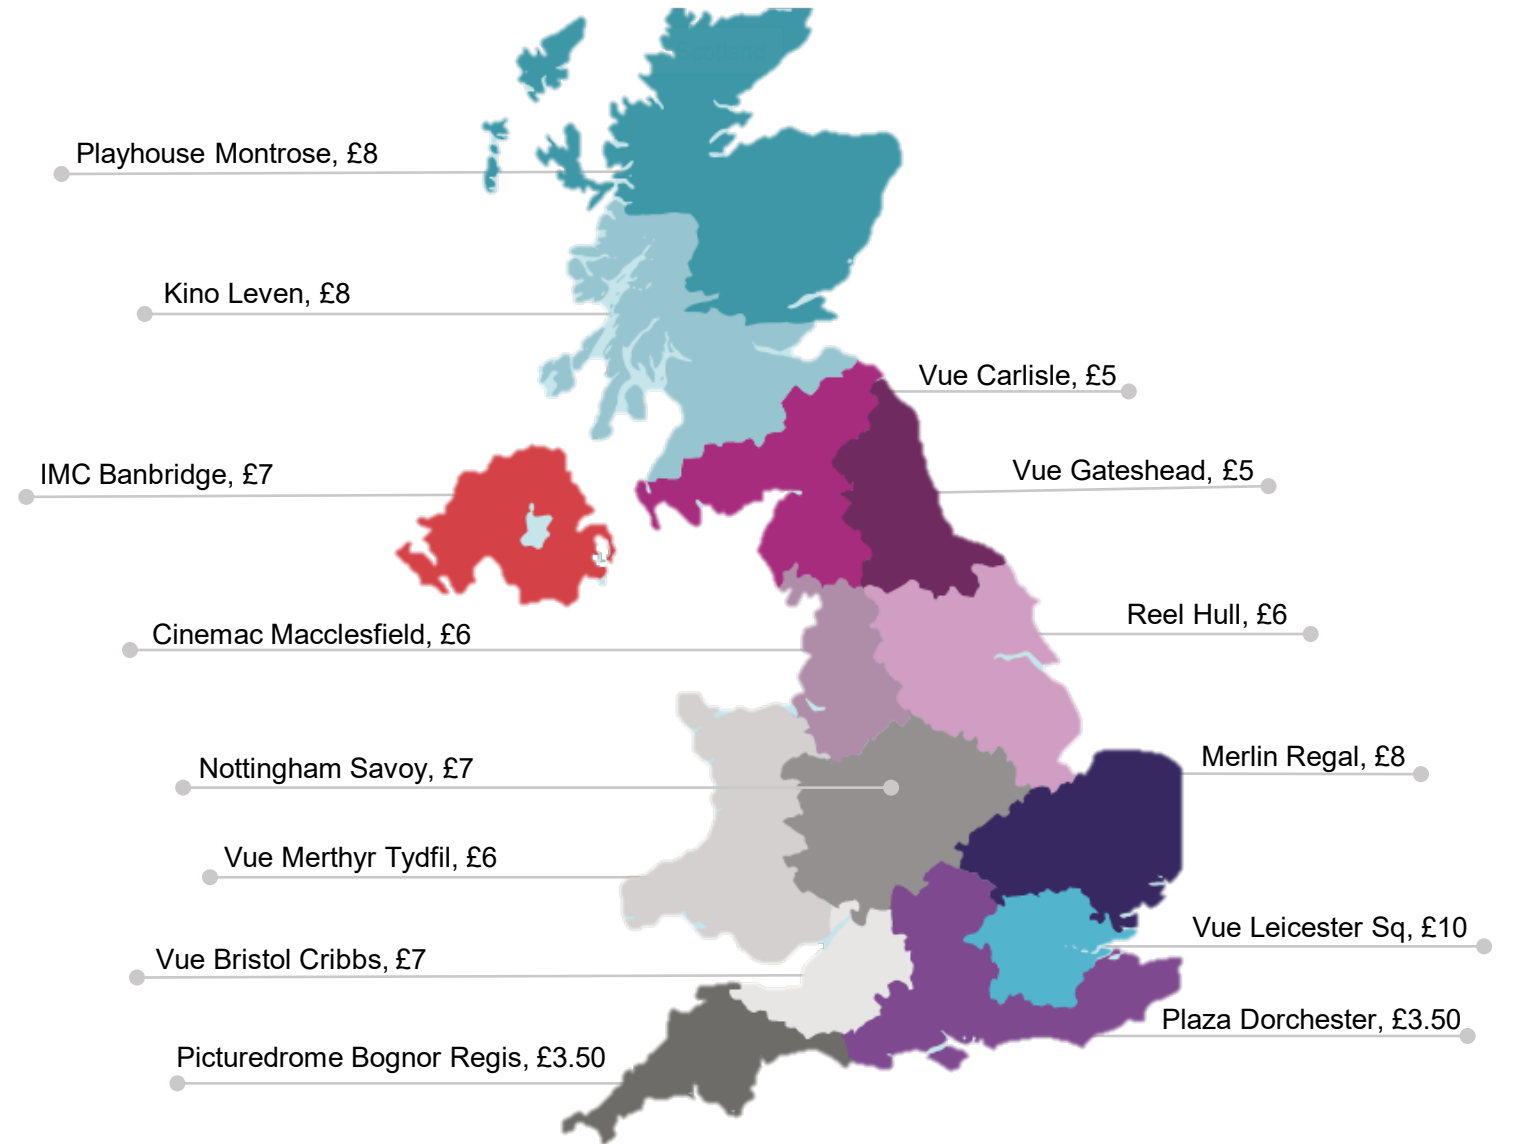 Scotland
Playhouse Montrose, £8
Kino Leven, £8
Vue Carlisle, £5
IMC Banbridge, £7
Vue Gateshead, £5
Cinemac Macclesfield, £6
Reel Hull, £6
Nottingham Savoy, £7
Merlin Regal, £8
Vue Merthyr Tydfil, £6
Vue Leicester Sq, £10
Vue Bristol Cribbs, £7
Plaza Dorchester, £3.50
Picturedrome Bognor Regis, £3.50